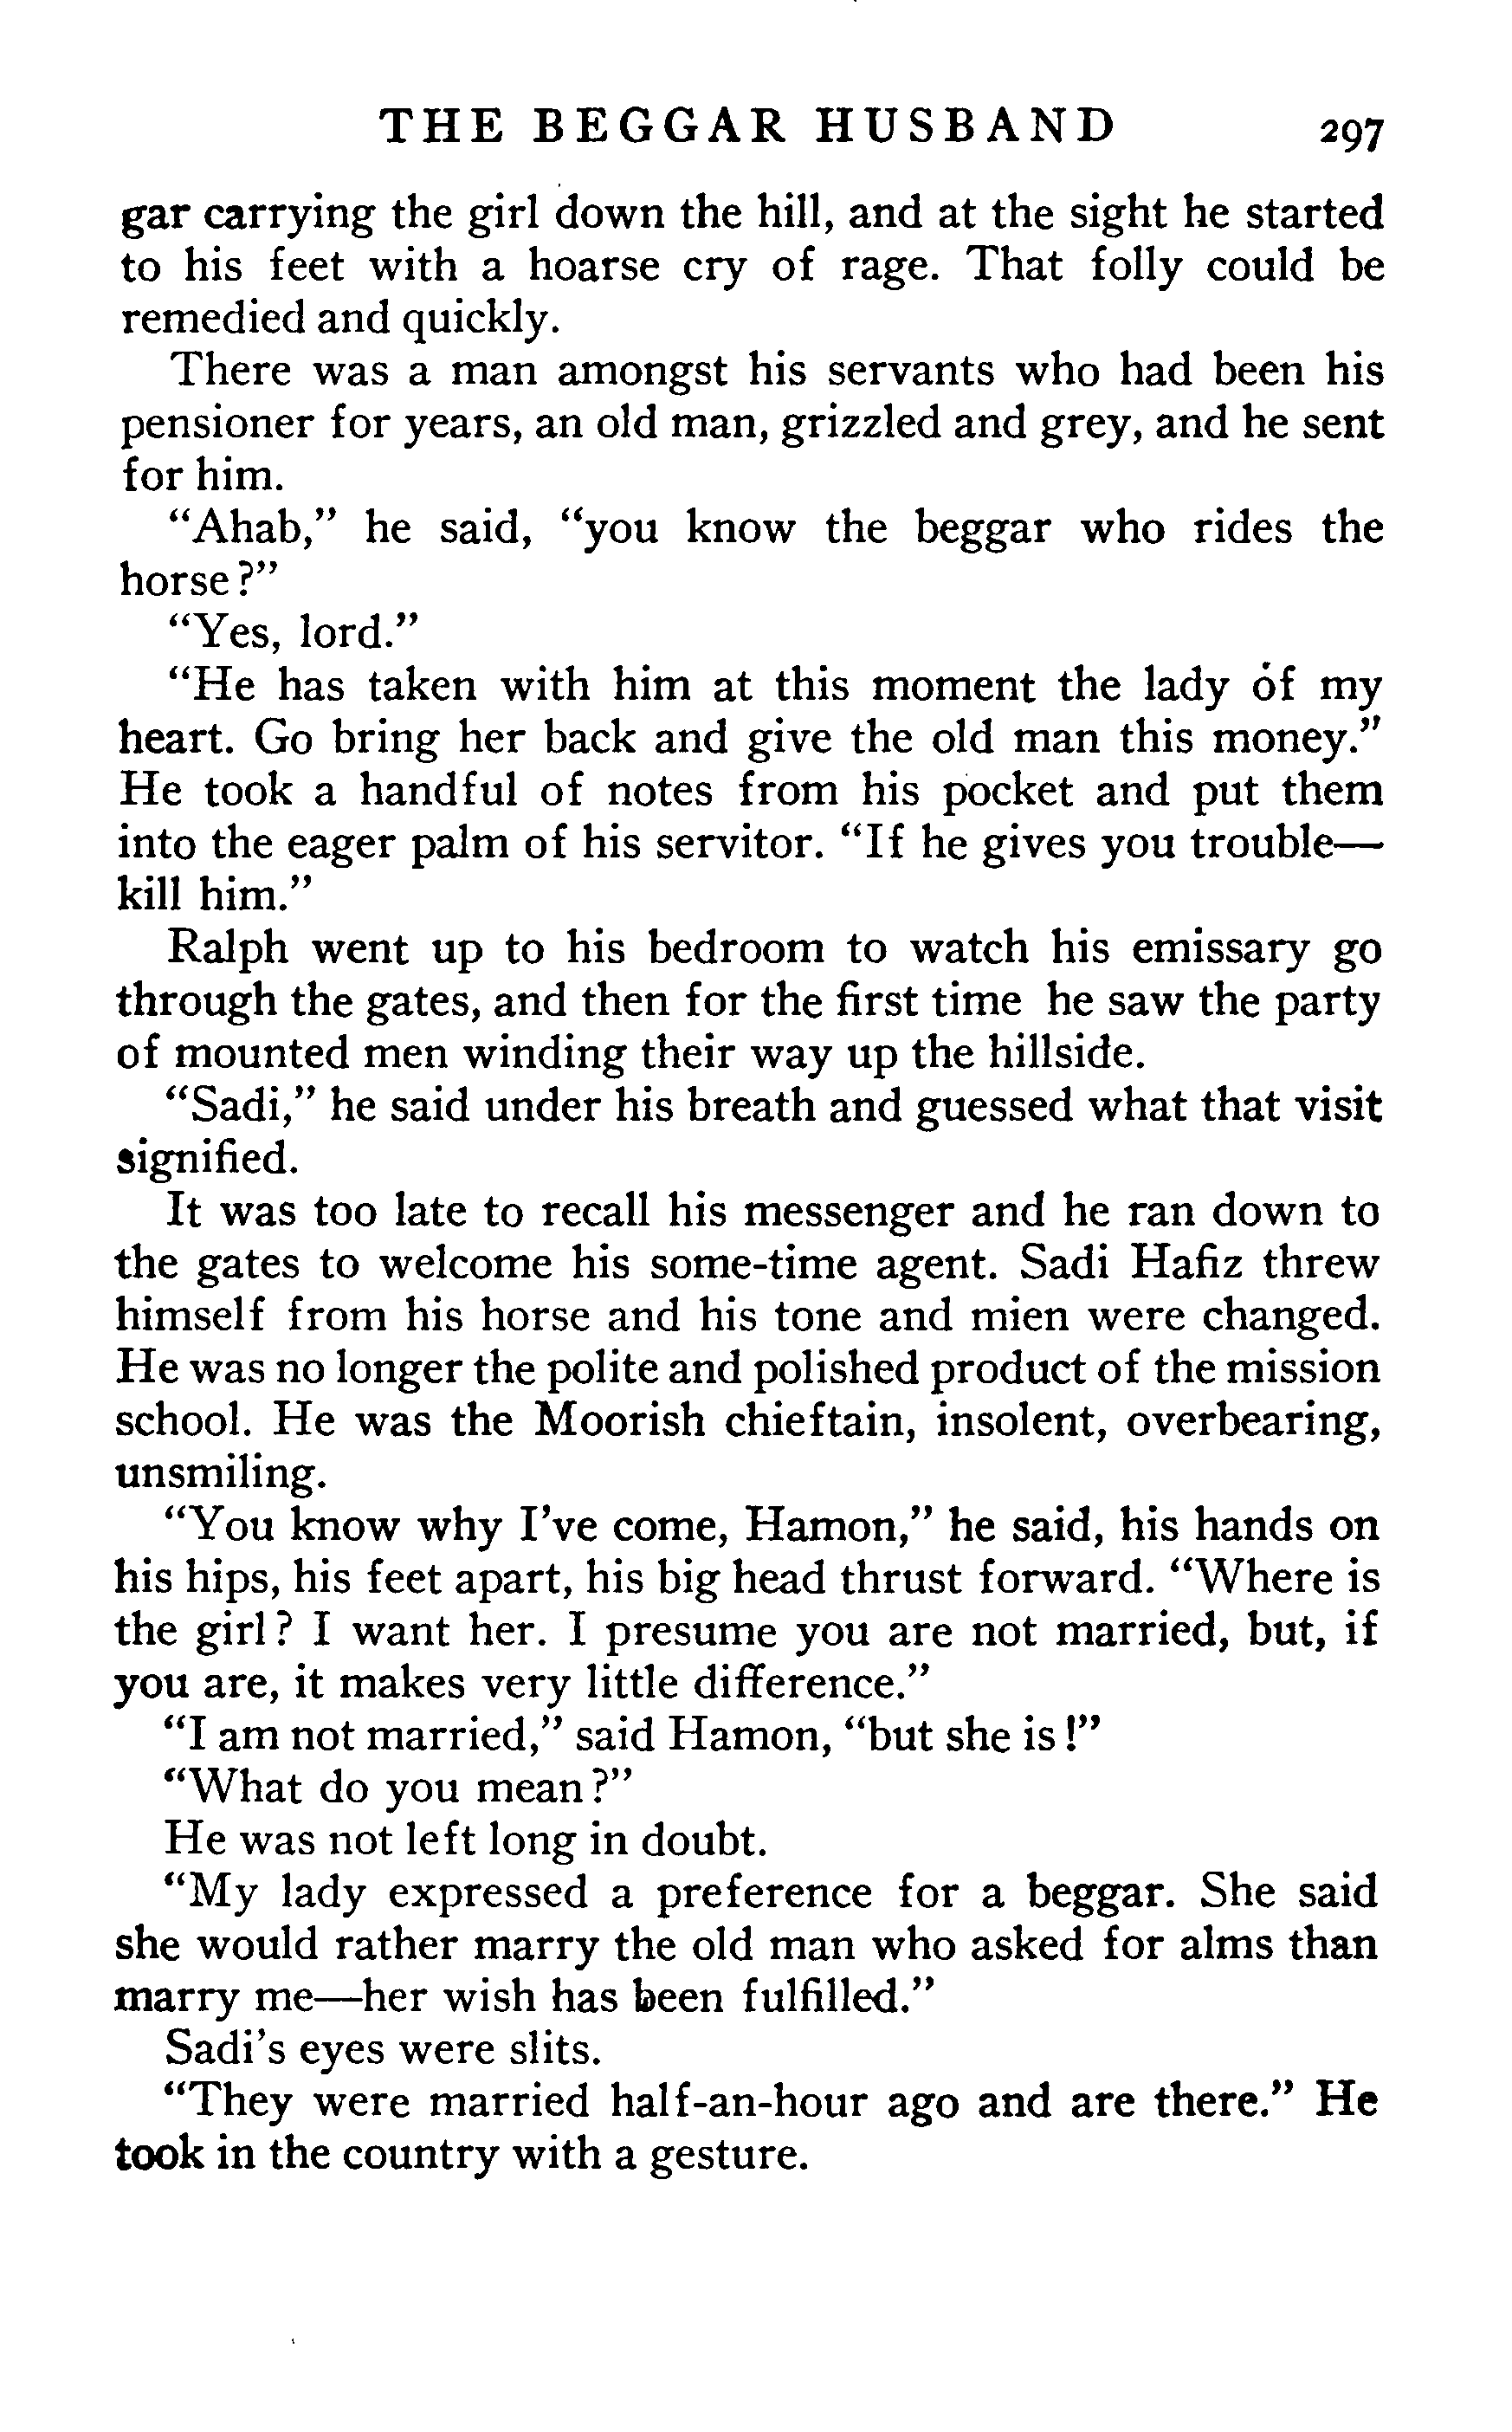 THE BEGGAR HUSBAND 297
gar carrying the girl down the hill, and at the sight he started
to his feet with a hoarse cry of rage. That folly could be
remedied and quickly.
There was a man amongst his servants who had been his
pensioner for years, an old man, grizzled and grey, and he sent
for him.
“Ahab,” he said, “you know the beggar who rides the
horse?”
“Yes, lord.”
“He has taken with him at this moment the lady of my
heart. Go bring her back and give the old man this money.”
He took a handful of notes from his pocket and put them
into the eager palm of his servitor. “If he gives you trouble—
kill him.”
Ralph went up to his bedroom to watch his emissary go
through the gates, and then for the first time he saw the party
of mounted men winding their way up the hillside.
“Sadi,” he said under his breath and guessed what that visit
signified.
It was too late to recall his messenger and he ran down to
the gates to welcome his some-time agent. Sadi Hafiz threw
himself from his horse and his tone and mien were changed.
He was no longer the polite and polished product of the mission
school. He was the Moorish chieftain, insolent, overbearing,
unsmiling.
“You know why I’ve come, Hamon,” he said, his hands on
his hips, his feet apart, his big head thrust forward. “Where is
the girl? I want her. I presume you are not married, but, if
you are, it makes very little difference.”
“I am not married,” said Hamon, “but she is!”
“What do you mean?”
He was not left long in doubt.
“My lady expressed a preference for a beggar. She said
she would rather marry the old man who asked for alms than
marry me—her wish has been fulfilled.”
Sadi’s eyes were slits.
“They were married half-an-hour ago and are there.” He
took in the country with a gesture.